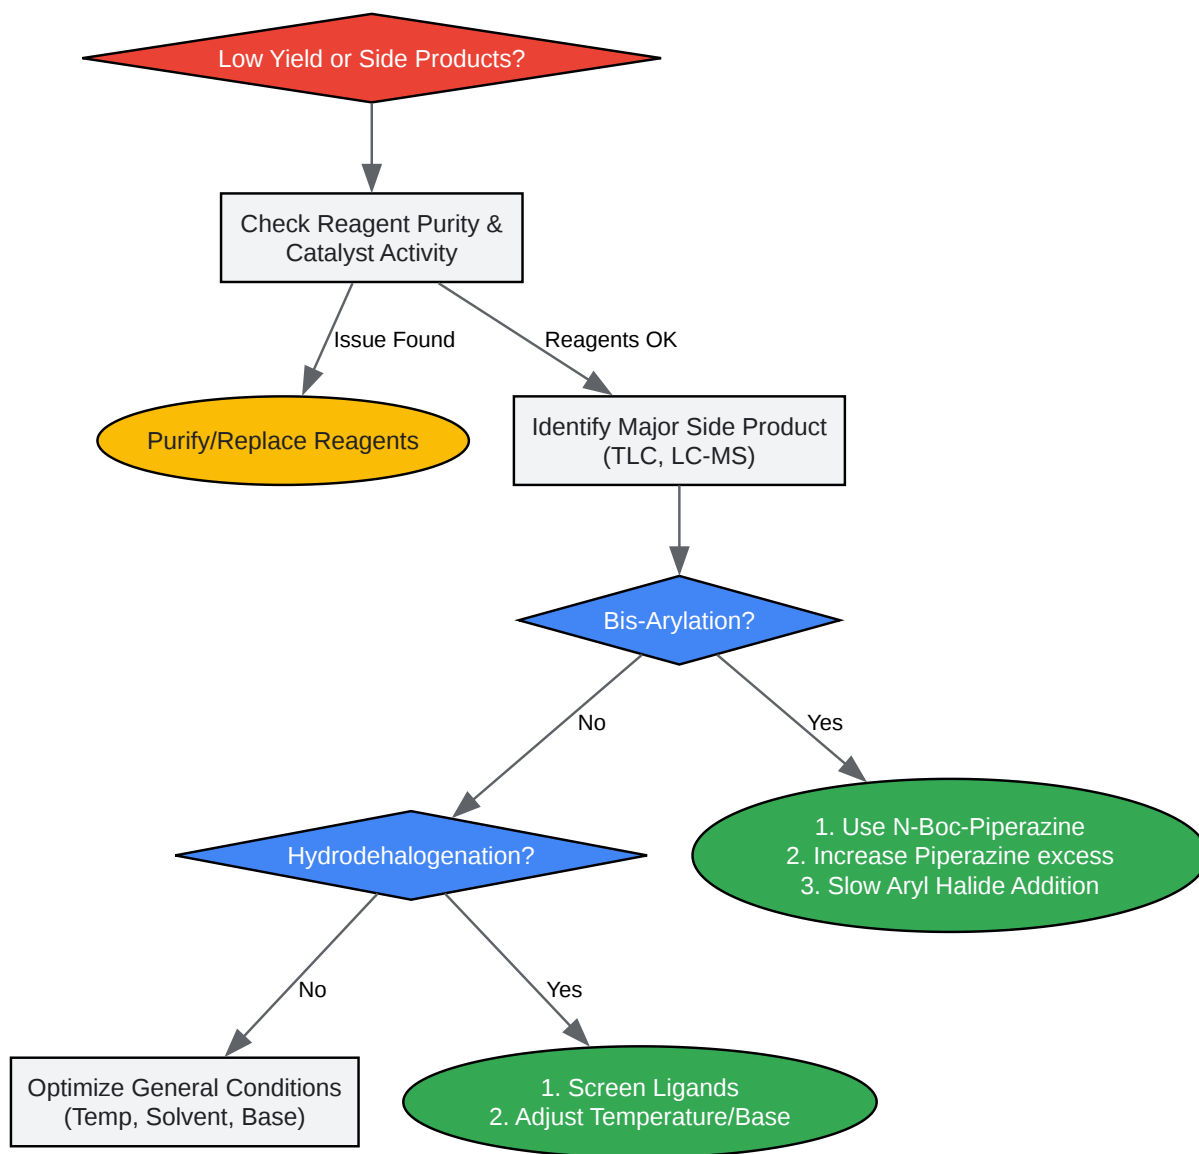 Low Yield or Side Products?
Check Reagent Purity &
Catalyst Activity
Issue Found
Reagents OK
Purify/Replace Reagents
Identify Major Side Product
(TLC, LC-MS)
Bis-Arylation?
No
Yes
Hydrodehalogenation?
1. Use N-Boc-Piperazine
2. Increase Piperazine excess
3. Slow Aryl Halide Addition
No
Yes
Optimize General Conditions
(Temp, Solvent, Base)
1. Screen Ligands
2. Adjust Temperature/Base